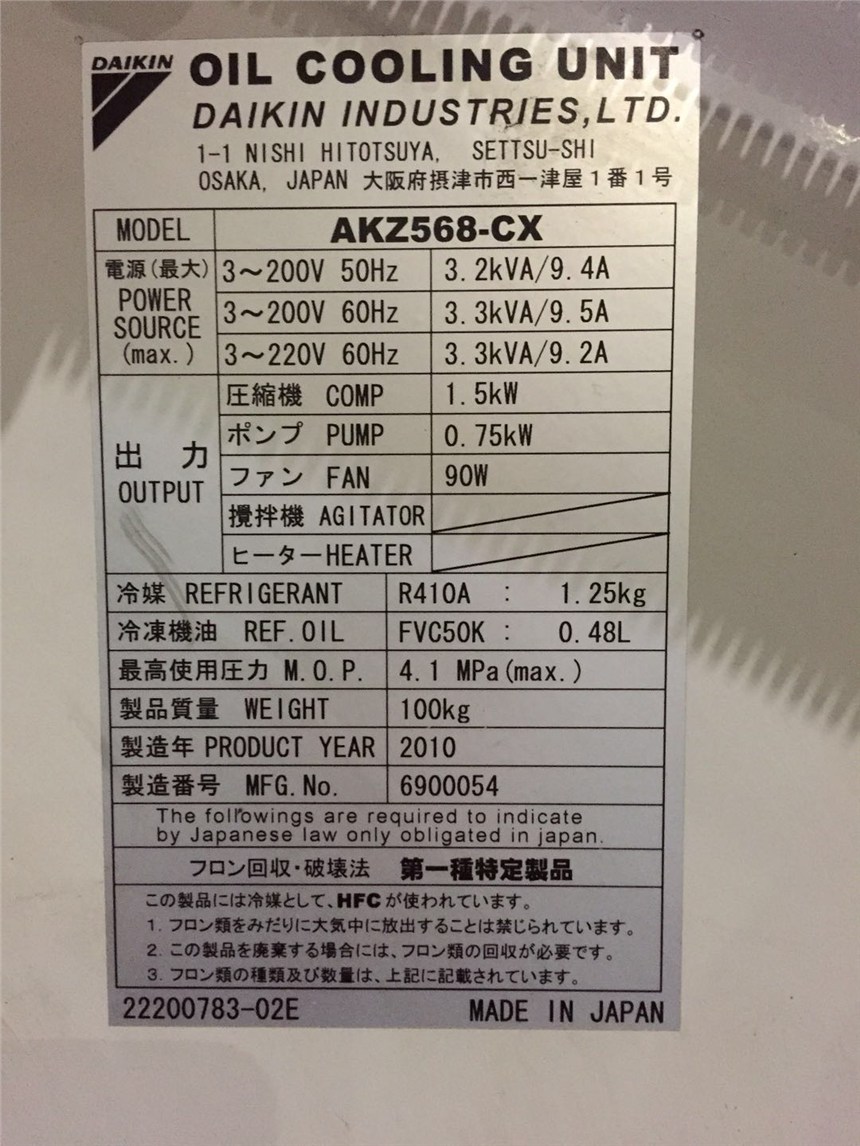 DAIKIN OIL COOLING UNIT
DAIKIN INDUSTRIES,LTD.
1-1 NISHI HITOTSUYA, SETTSU-SHI
OSAKA, JAPAN 大阪府摂津市西一津屋1番1号
MODEL AKZ568-CX
電源(最大) POWER SOURCE (max.)
3～200V 50Hz 3.2kVA/9.4A
3～200V 60Hz 3.3kVA/9.5A
3～220V 60Hz 3.3kVA/9.2A
出力 OUTPUT
圧縮機 COMP 1.5kW
ポンプ PUMP 0.75kW
ファン FAN 90W
攪拌機 AGITATOR
ヒーター HEATER
冷媒 REFRIGERANT R410A : 1.25kg
冷凍機油 REF.OIL FVC50K : 0.48L
最高使用圧力 M.O.P. 4.1 MPa(max.)
製品質量 WEIGHT 100kg
製造年 PRODUCT YEAR 2010
製造番号 MFG.No. 6900054
The followings are required to indicate
by Japanese law only obligated in japan.
フロン回収・破壊法 第一種特定製品
この製品には冷媒として、HFCが使われています。
1. フロン類をみだりに大気中に放出することは禁じられています。
2. この製品を廃棄する場合には、フロン類の回収が必要です。
3. フロン類の種類及び数量は、上記に記載されています。
22200783-02E MADE IN JAPAN